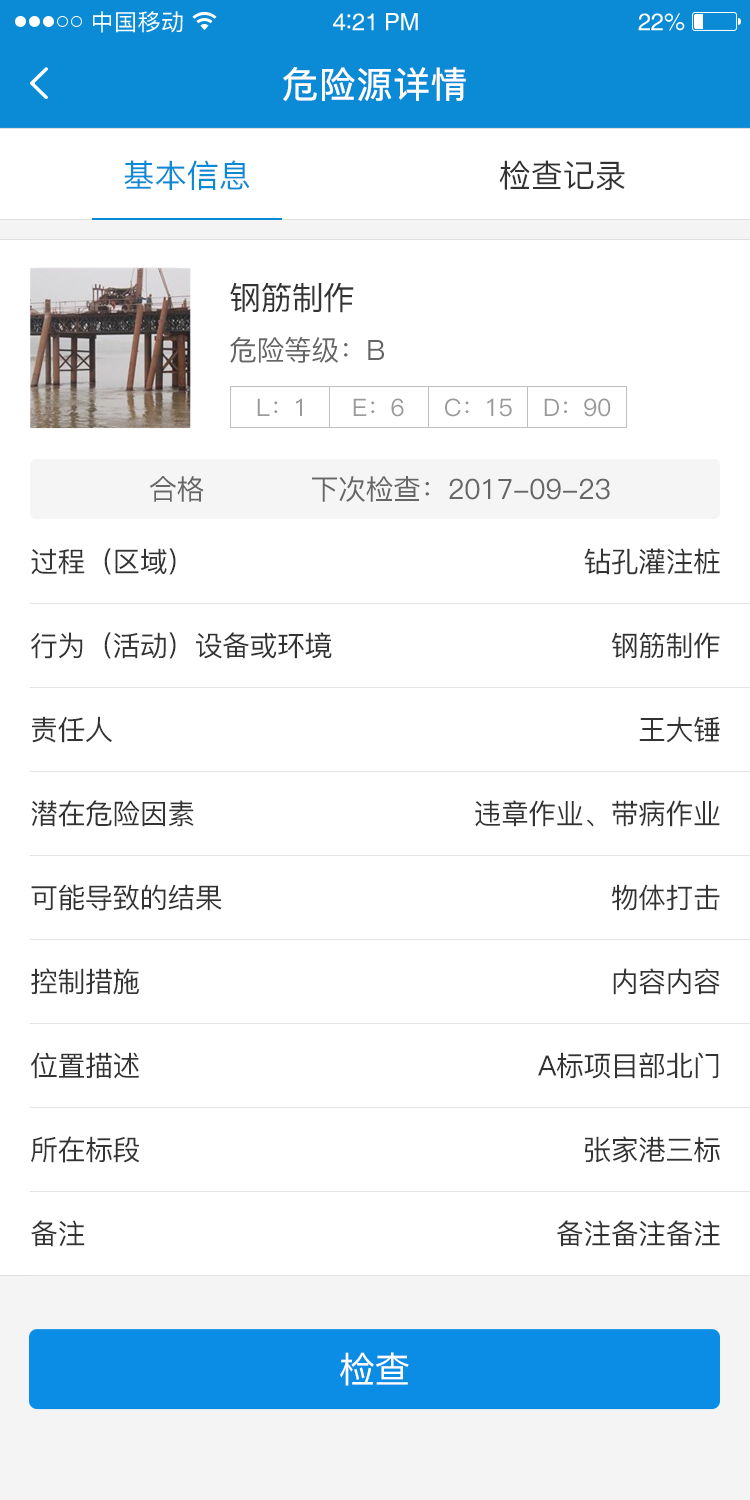 中国移动 4:21 PM 22%
危险源详情
基本信息 检查记录
钢筋制作
危险等级：B
L：1 E：6 C：15 D：90
合格 下次检查：2017-09-23
过程（区域） 钻孔灌注桩
行为（活动）设备或环境 钢筋制作
责任人 王大锤
潜在危险因素 违章作业、带病作业
可能导致的结果 物体打击
控制措施 内容内容
位置描述 A标项目部北门
所在标段 张家港三标
备注 备注备注备注
检查